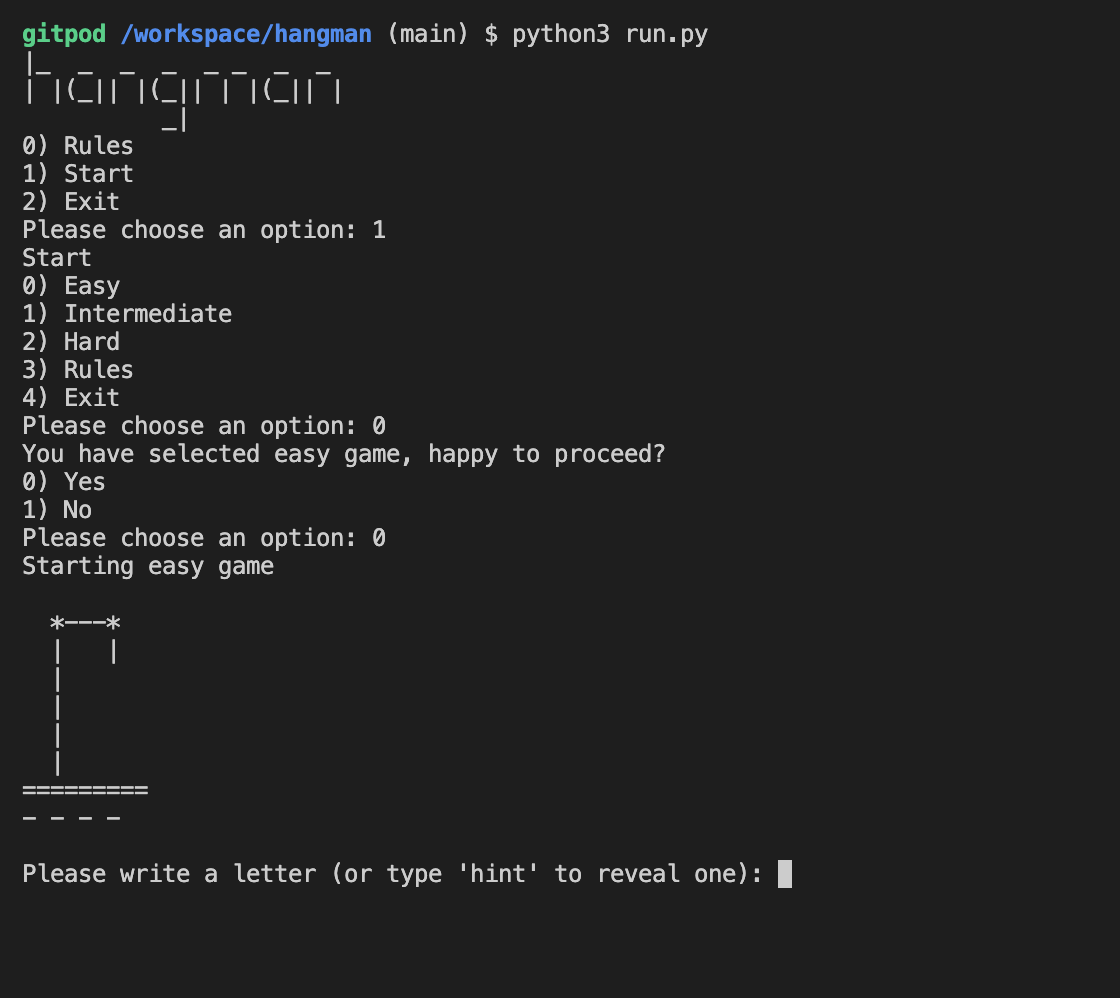 gitpod /workspace/hangman (main) $ python3 run.py
|_  _  _  _  _ _  _  _
| |(_|| |(_|| | |(_|| |
          _|
0) Rules
1) Start
2) Exit
Please choose an option: 1
Start
0) Easy
1) Intermediate
2) Hard
3) Rules
4) Exit
Please choose an option: 0
You have selected easy game, happy to proceed?
0) Yes
1) No
Please choose an option: 0
Starting easy game
  *---*
  |   |
  |
  |
  |
  |
=========
_ _ _ _
Please write a letter (or type 'hint' to reveal one):